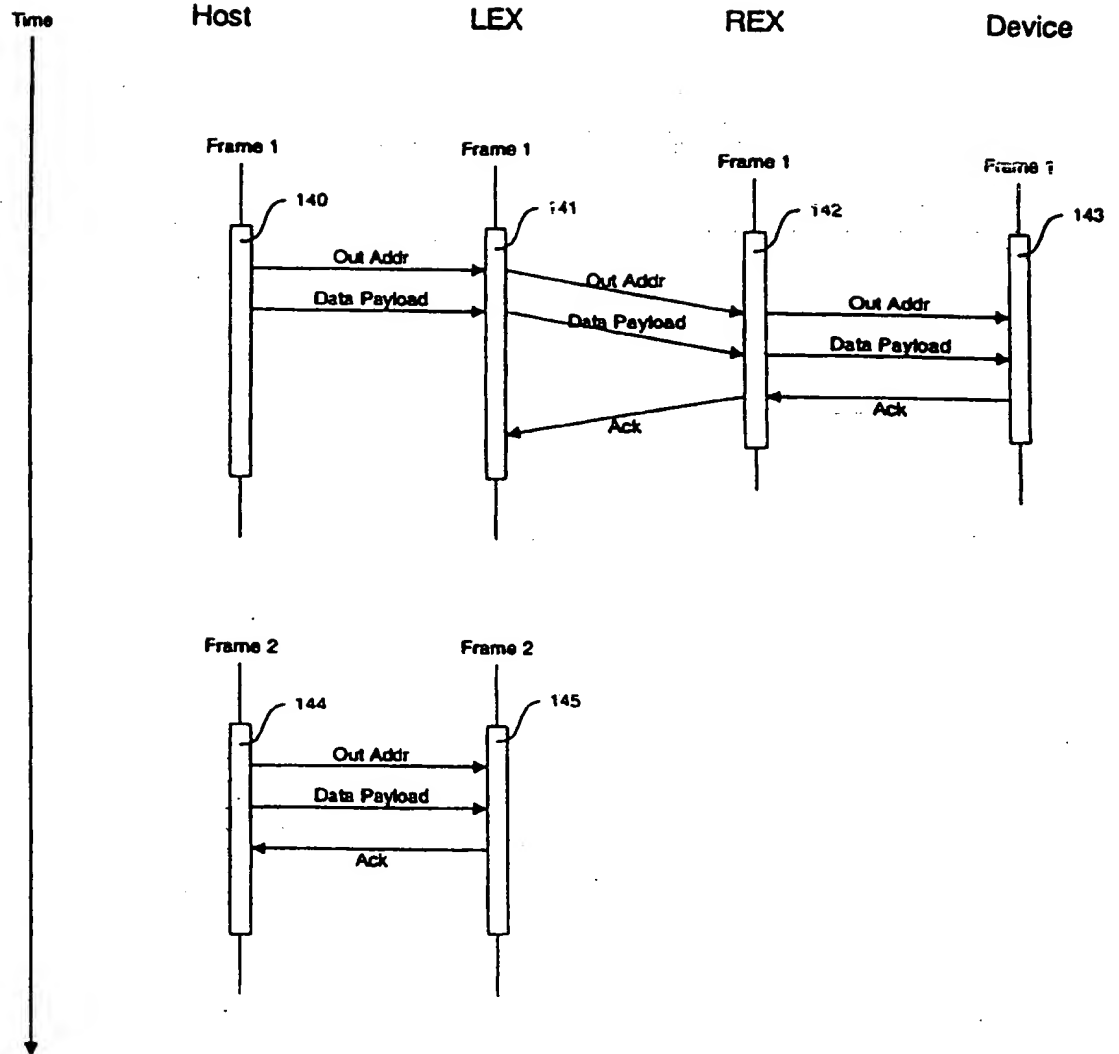 Time Host LEX REX Device
Frame 1 Frame 1 Frame 1 Frame 1
140 141 142 143
Out Addr
Out Addr
Out Addr
Data Payload
Data Payload
Data Payload
Ack
Ack
Frame 2 Frame 2
144 145
Out Addr
Data Payload
Ack